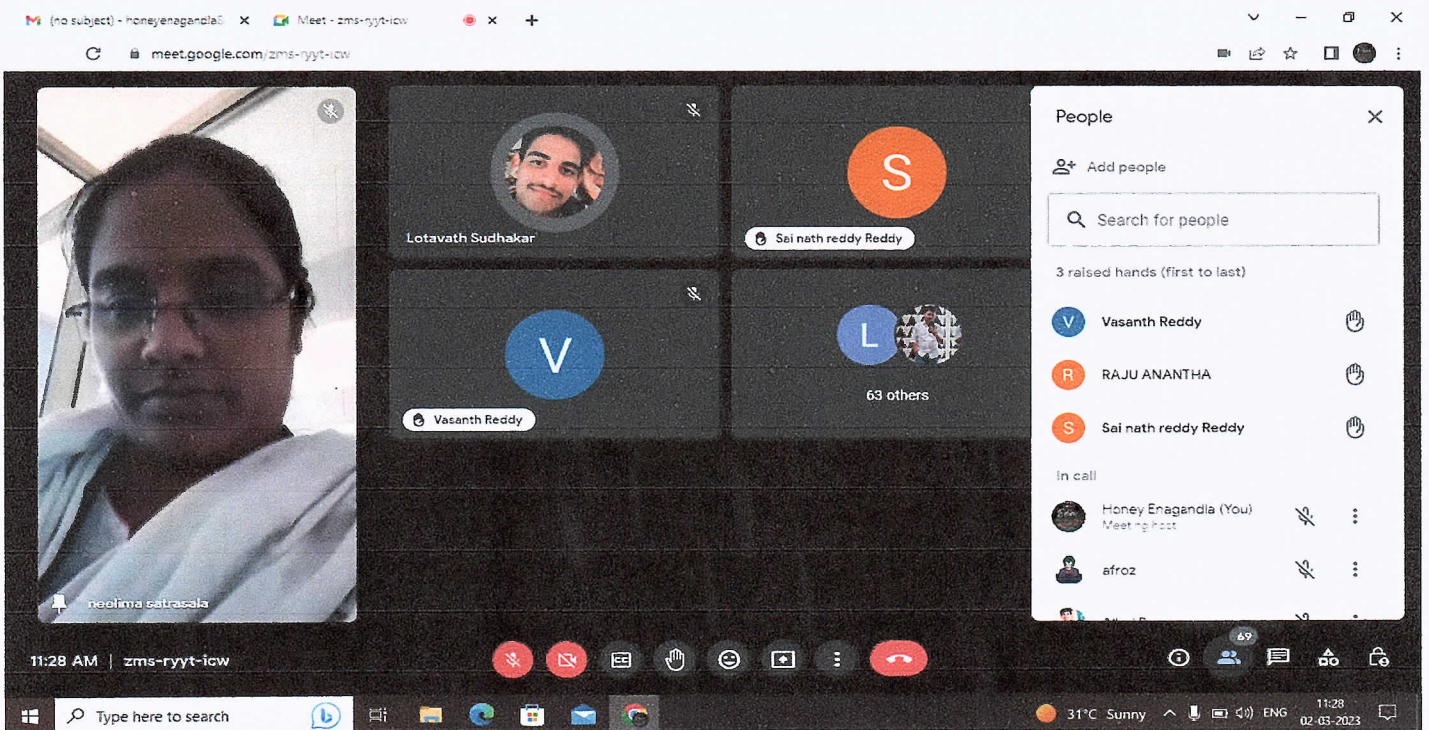 (no subject) - honeyenagandla
Meet - zms-ryyt-icw
meet.google.com/zms-ryyt-icw
neelima satrasala
Lotavath Sudhakar
S
Sai nath reddy Reddy
V
Vasanth Reddy
L
63 others
People
Add people
Search for people
3 raised hands (first to last)
V Vasanth Reddy
R RAJU ANANTHA
S Sai nath reddy Reddy
In call
Honey Enagandla (You)
Meeting host
afroz
11:28 AM | zms-ryyt-icw
CC
69
Type here to search
31°C Sunny
ENG
11:28
02-03-2023